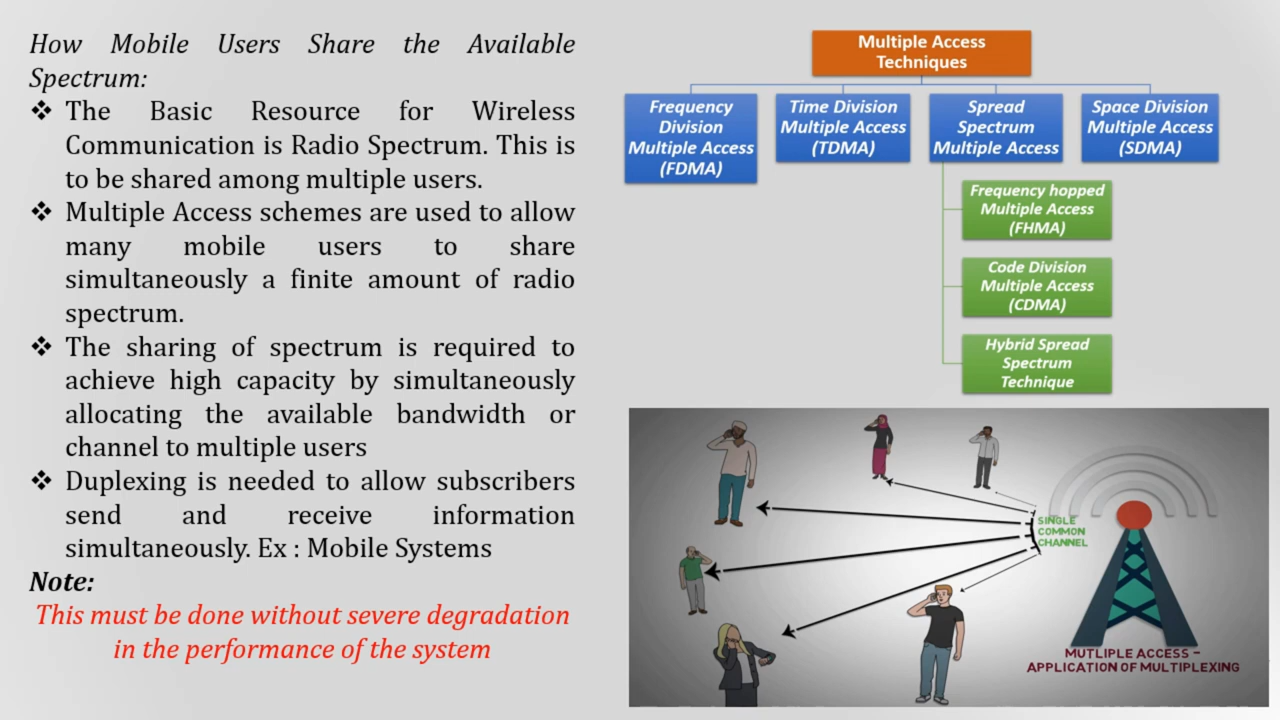 How Mobile Users Share the Available
Spectrum:
❖ The Basic Resource for Wireless
Communication is Radio Spectrum. This is
to be shared among multiple users.
❖ Multiple Access schemes are used to allow
many mobile users to share
simultaneously a finite amount of radio
spectrum.
❖ The sharing of spectrum is required to
achieve high capacity by simultaneously
allocating the available bandwidth or
channel to multiple users
❖ Duplexing is needed to allow subscribers
send and receive information
simultaneously. Ex : Mobile Systems
Note:
This must be done without severe degradation
in the performance of the system
Multiple Access
Techniques
Frequency
Division
Multiple Access
(FDMA)
Time Division
Multiple Access
(TDMA)
Spread
Spectrum
Multiple Access
Space Division
Multiple Access
(SDMA)
Frequency hopped
Multiple Access
(FHMA)
Code Division
Multiple Access
(CDMA)
Hybrid Spread
Spectrum
Technique
SINGLE
COMMON
CHANNEL
MUTLIPLE ACCESS –
APPLICATION OF MULTIPLEXING